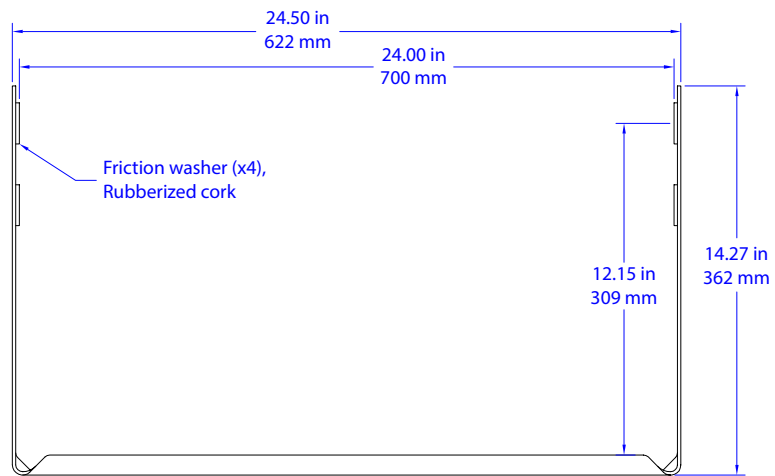 24.50 in
622 mm
24.00 in
700 mm
Friction washer (x4),
Rubberized cork
12.15 in
309 mm
14.27 in
362 mm